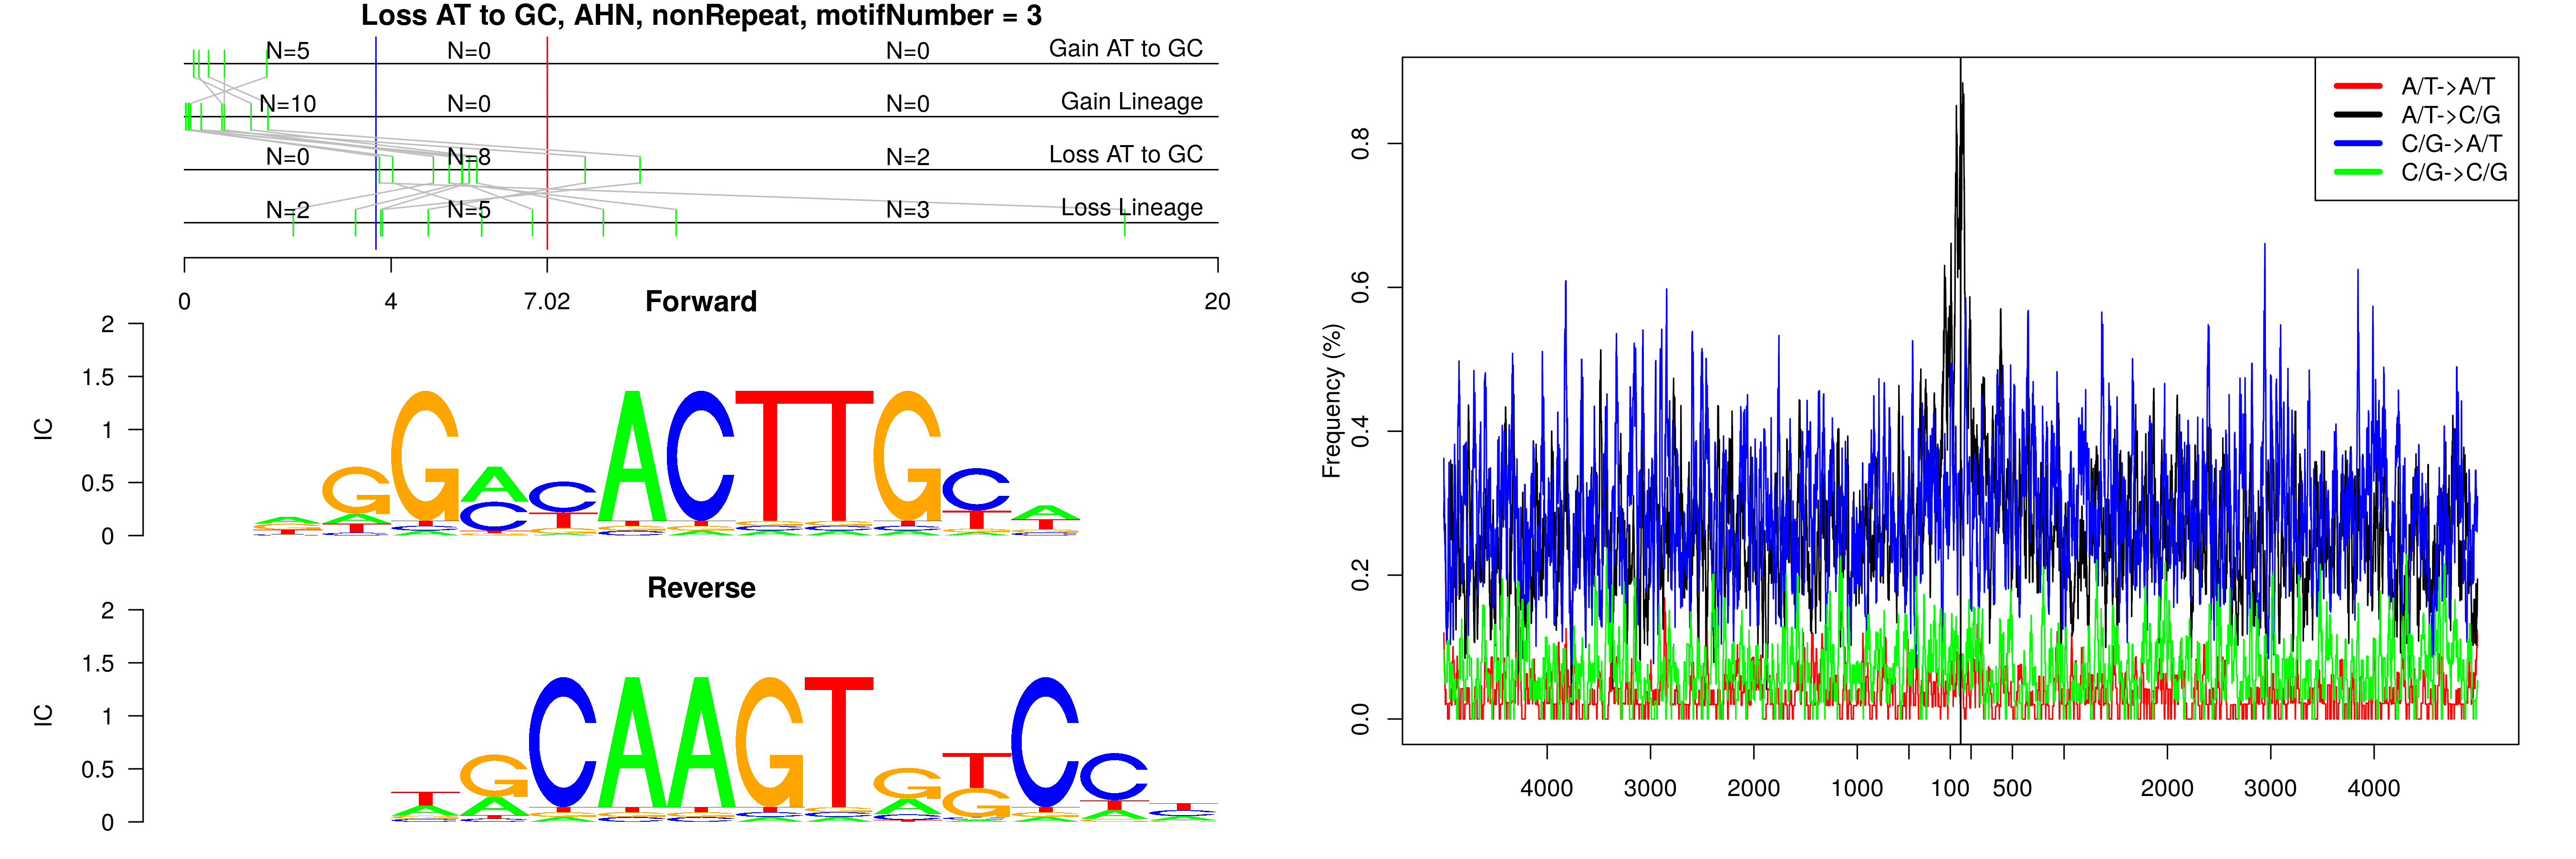 Loss AT to GC, AHN, nonRepeat, motifNumber = 3
N=5 N=0 N=0 Gain AT to GC
N=10 N=0 N=0 Gain Lineage
N=0 N=8 N=2 Loss AT to GC
N=2 N=5 N=3 Loss Lineage
0 4 7.02 20
Forward
2
1.5
1
0.5
0
IC
GGACACTTGCA
Reverse
2
1.5
1
0.5
0
IC
TGCAAGTGTCCT
A/T->A/T
A/T->C/G
C/G->A/T
C/G->C/G
Frequency (%)
0.8
0.6
0.4
0.2
0.0
4000 3000 2000 1000 100 500 2000 3000 4000